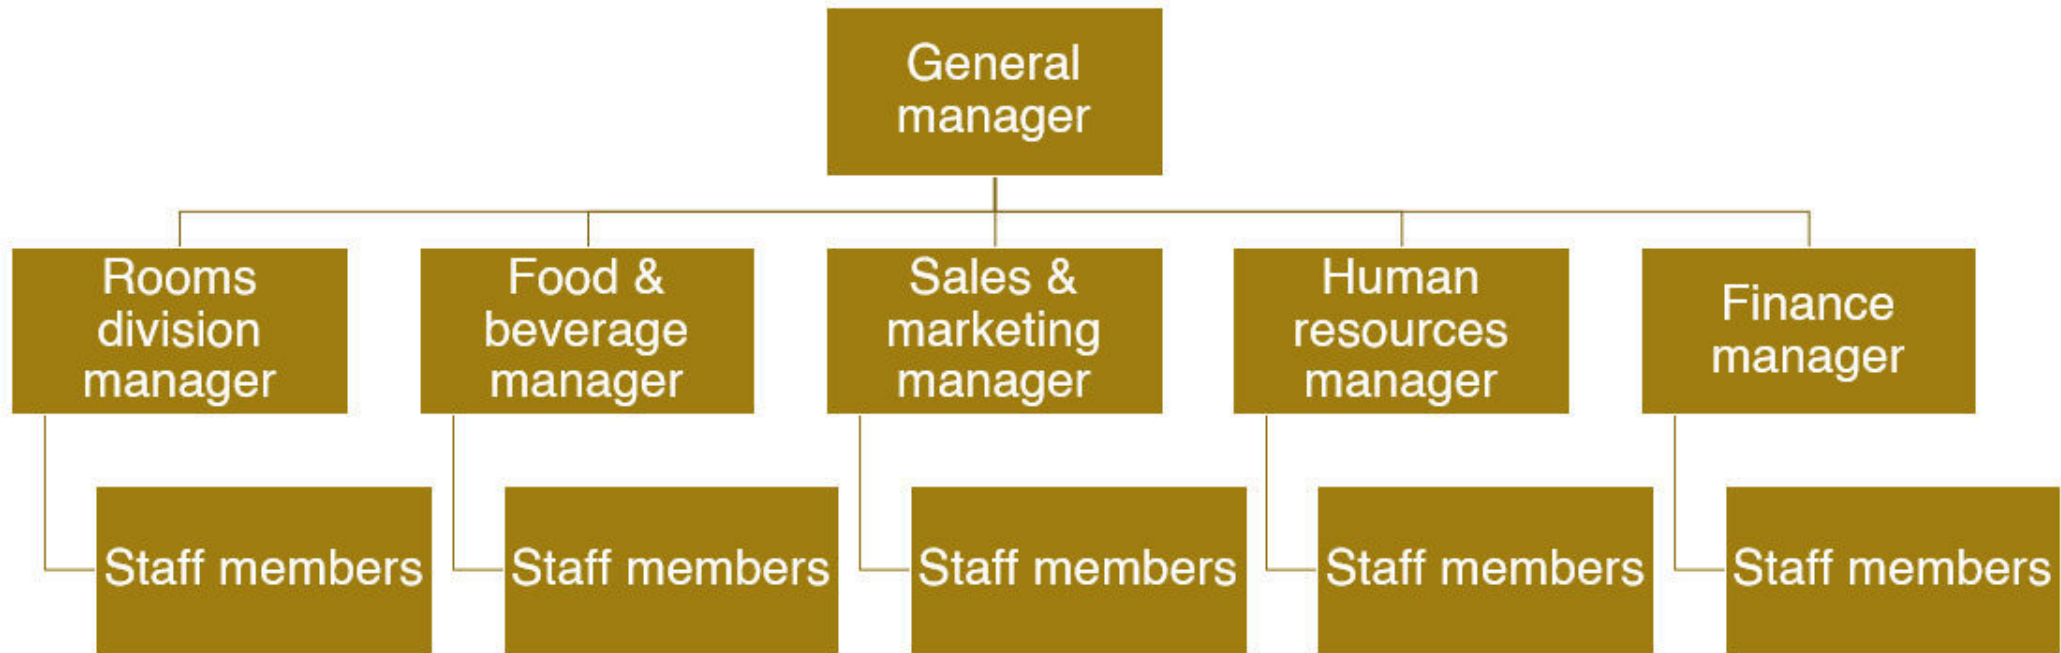 General
manager
Rooms
division
manager
Food &
beverage
manager
Sales &
marketing
manager
Human
resources
manager
Finance
manager
Staff members
Staff members
Staff members
Staff members
Staff members